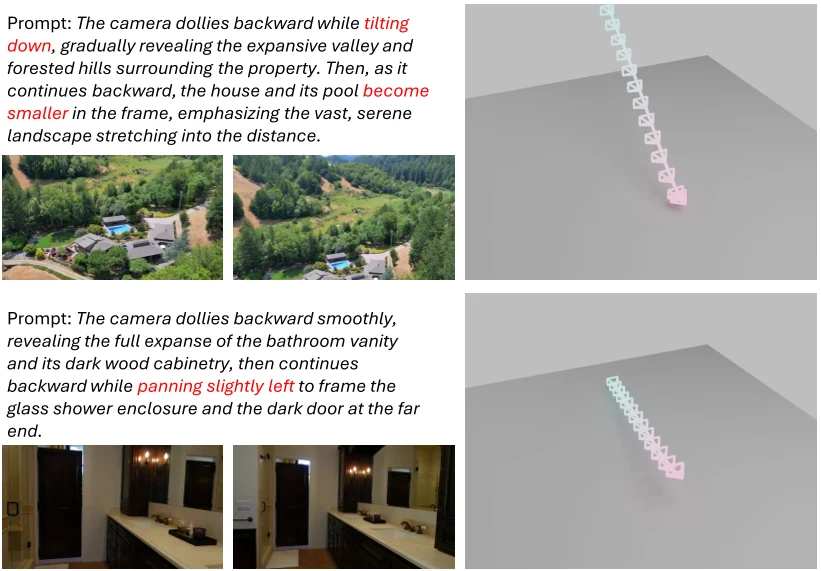 Prompt: The camera dollies backward while tilting
down, gradually revealing the expansive valley and
forested hills surrounding the property. Then, as it
continues backward, the house and its pool become
smaller in the frame, emphasizing the vast, serene
landscape stretching into the distance.
Prompt: The camera dollies backward smoothly,
revealing the full expanse of the bathroom vanity
and its dark wood cabinetry, then continues
backward while panning slightly left to frame the
glass shower enclosure and the dark door at the far
end.